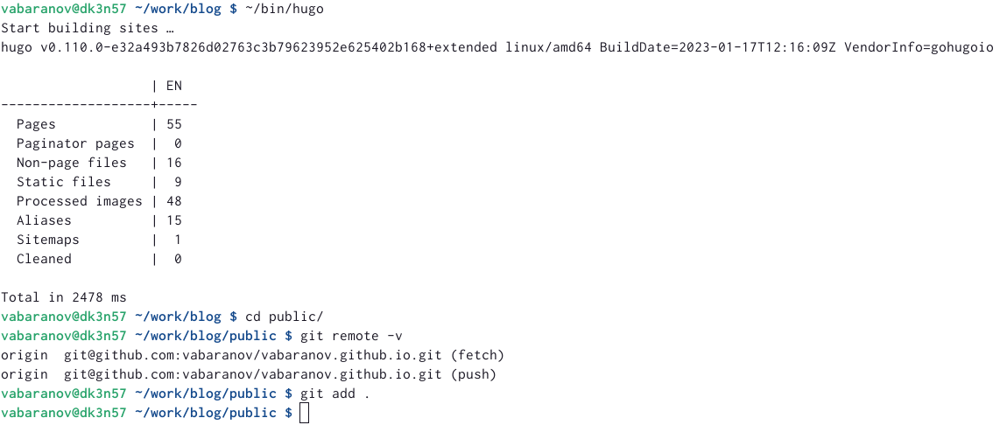 vabaranov@dk3n57 ~/work/blog $ ~/bin/hugo
Start building sites …
hugo v0.110.0-e32a493b7826d02763c3b79623952e625402b168+extended linux/amd64 BuildDate=2023-01-17T12:16:09Z VendorInfo=gohugoio

                   | EN
-------------------+-----
  Pages            | 55
  Paginator pages  |  0
  Non-page files   | 16
  Static files     |  9
  Processed images | 48
  Aliases          | 15
  Sitemaps         |  1
  Cleaned          |  0

Total in 2478 ms
vabaranov@dk3n57 ~/work/blog $ cd public/
vabaranov@dk3n57 ~/work/blog/public $ git remote -v
origin  git@github.com:vabaranov/vabaranov.github.io.git (fetch)
origin  git@github.com:vabaranov/vabaranov.github.io.git (push)
vabaranov@dk3n57 ~/work/blog/public $ git add .
vabaranov@dk3n57 ~/work/blog/public $